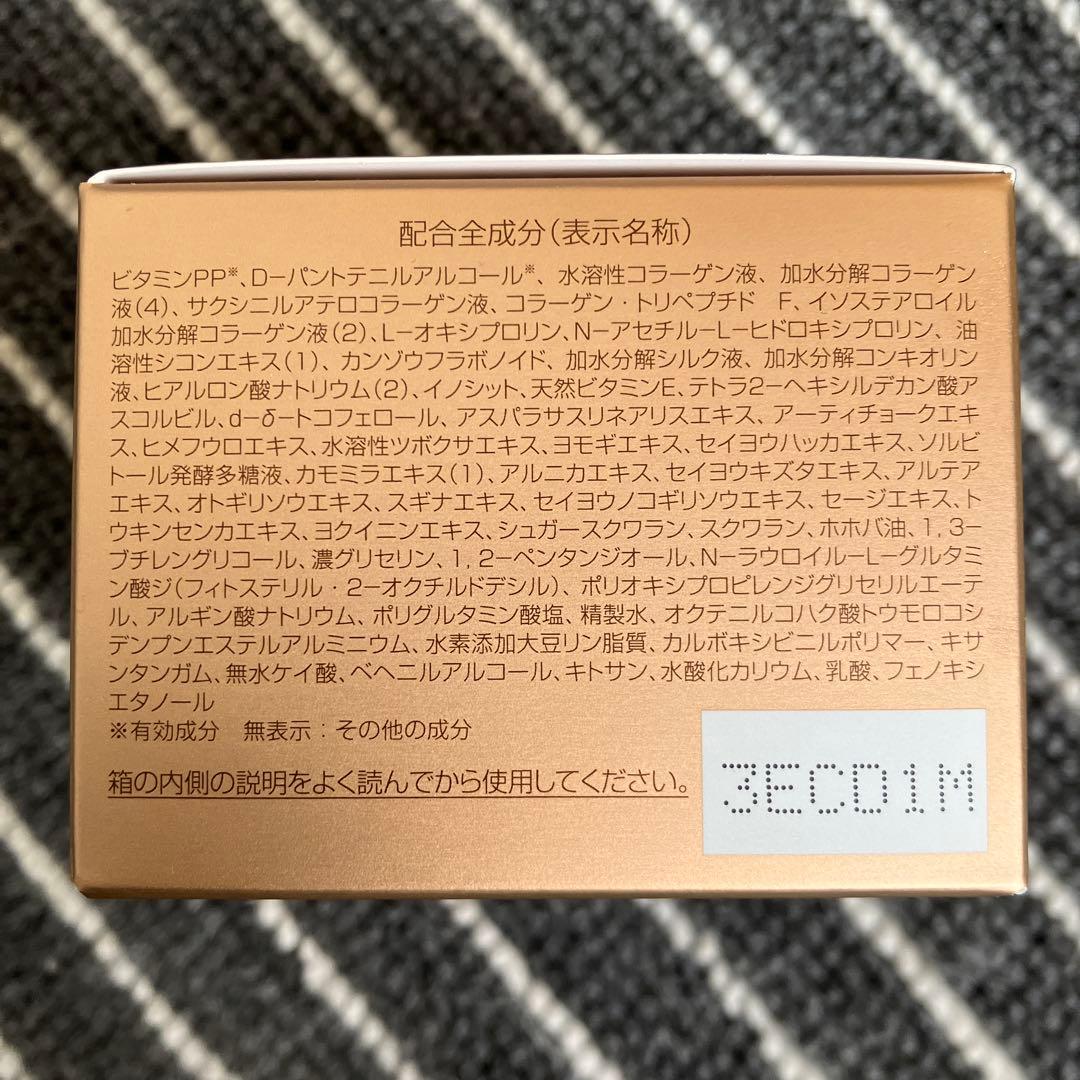 配合全成分(表示名称)
ビタミンPP※、D-パントテニルアルコール※、水溶性コラーゲン液、加水分解コラーゲン
液(4)、サクシニルアテロコラーゲン液、コラーゲン・トリペプチド F、イソステアロイル
加水分解コラーゲン液(2)、L-オキシプロリン、N-アセチル-L-ヒドロキシプロリン、油
溶性シコンエキス(1)、カンゾウフラボノイド、加水分解シルク液、加水分解コンキオリン
液、ヒアルロン酸ナトリウム(2)、イノシット、天然ビタミンE、テトラ2-ヘキシルデカン酸ア
スコルビル、d-δ-トコフェロール、アスパラサスリネアリスエキス、アーティチョークエキ
ス、ヒメフウロエキス、水溶性ツボクサエキス、ヨモギエキス、セイヨウハッカエキス、ソルビ
トール発酵多糖液、カモミラエキス(1)、アルニカエキス、セイヨウキズタエキス、アルテア
エキス、オトギリソウエキス、スギナエキス、セイヨウノコギリソウエキス、セージエキス、ト
ウキンセンカエキス、ヨクイニンエキス、シュガースクワラン、スクワラン、ホホバ油、1,3-
ブチレングリコール、濃グリセリン、1,2-ペンタンジオール、N-ラウロイル-L-グルタミ
ン酸ジ(フィトステリル・2-オクチルドデシル)、ポリオキシプロピレンジグリセリルエーテ
ル、アルギン酸ナトリウム、ポリグルタミン酸塩、精製水、オクテニルコハク酸トウモロコシ
デンプンエステルアルミニウム、水素添加大豆リン脂質、カルボキシビニルポリマー、キサ
ンタンガム、無水ケイ酸、ベヘニルアルコール、キトサン、水酸化カリウム、乳酸、フェノキシ
エタノール
※有効成分 無表示:その他の成分
箱の内側の説明をよく読んでから使用してください。
3ECD1M